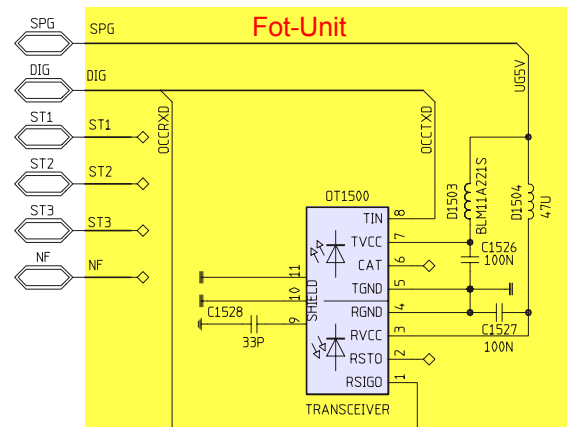 Fot-Unit
SPG
SPG
DIG
DIG
ST1
ST1
ST2
ST2
ST3
ST3
NF
NF
OCCRXD
OCCTXD
UG5V
D1503
BLM11A221S
D1504
47U
OT1500
TIN 8
TVCC 7
CAT 6
TGND 5
RGND 4
RVCC 3
RSTO 2
RSIGO 1
11
10
9
SHIELD
C1526
100N
C1527
100N
C1528
33P
TRANSCEIVER